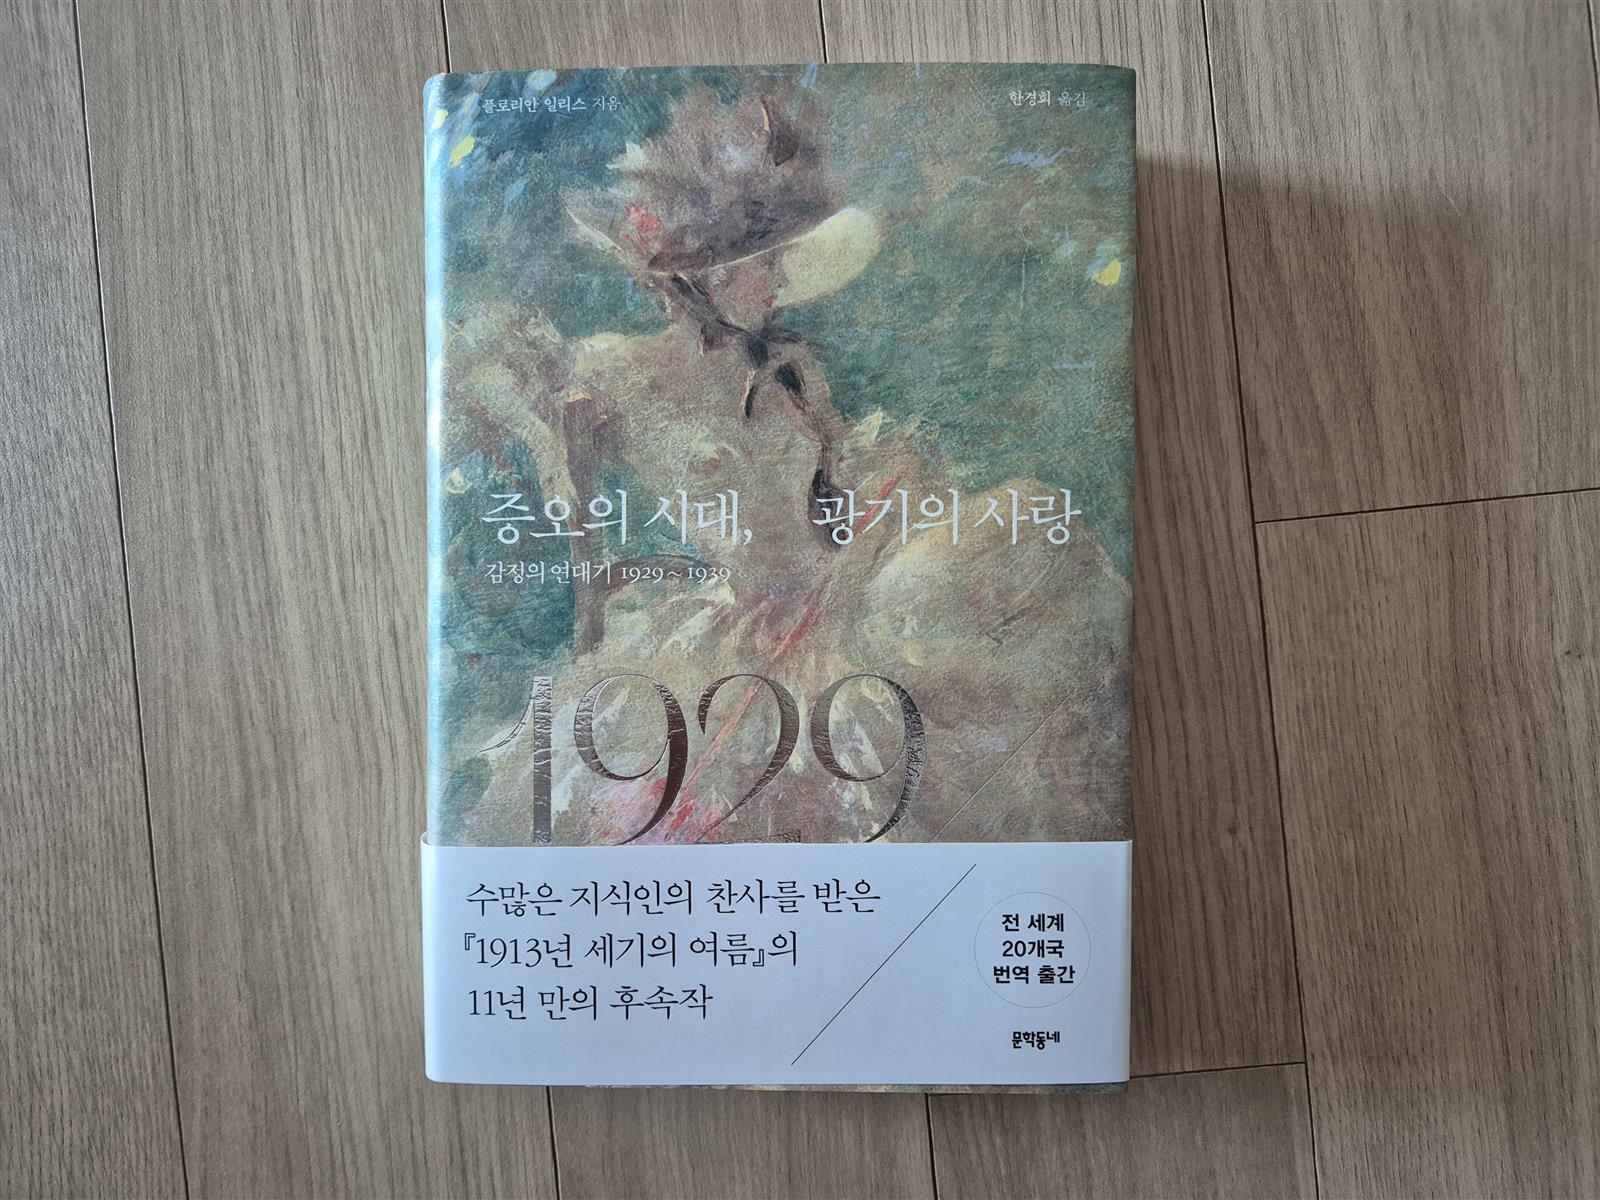 플로리안 일리스 지음
한경희 옮김
증오의 시대, 광기의 사랑
감정의 연대기 1929~1939
1929
수많은 지식인의 찬사를 받은
『1913년 세기의 여름』의
11년 만의 후속작
전 세계
20개국
번역 출간
문학동네